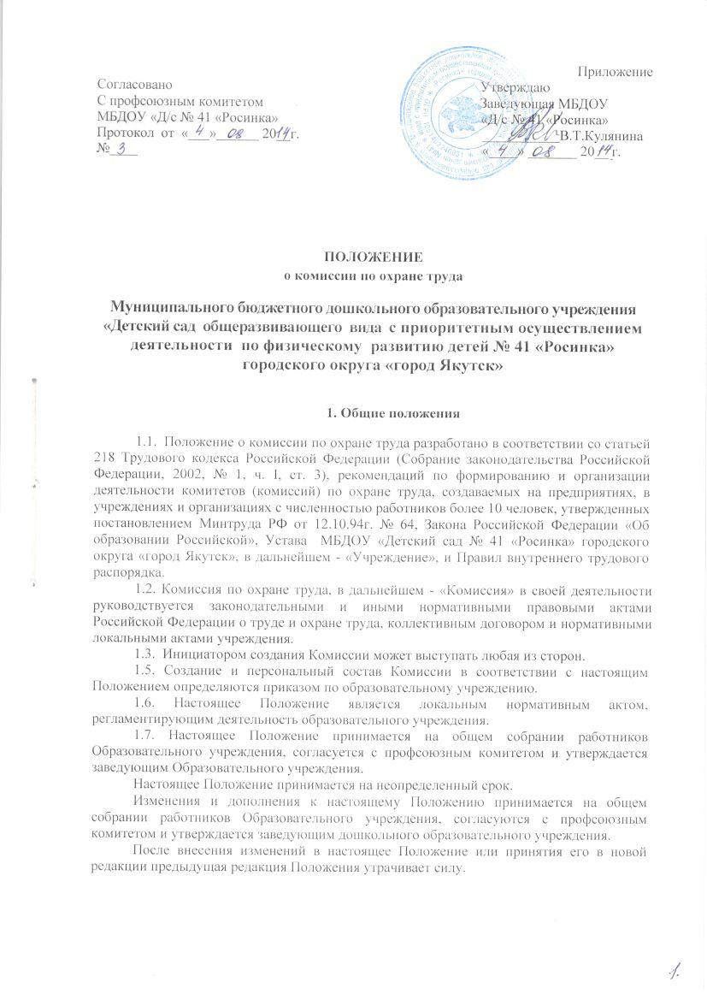 Приложение
Согласовано
С профсоюзным комитетом
МБДОУ «Д/с № 41 «Росинка»
Протокол от «4» 08 2014г.
№ 3
Утверждаю
Заведующая МБДОУ
«Д/с № 41 «Росинка»
В.Т.Кулянина
«4» 08 2014г.
ПОЛОЖЕНИЕ
о комиссии по охране труда
Муниципального бюджетного дошкольного образовательного учреждения
«Детский сад общеразвивающего вида с приоритетным осуществлением
деятельности по физическому развитию детей № 41 «Росинка»
городского округа «город Якутск»
1. Общие положения
1.1. Положение о комиссии по охране труда разработано в соответствии со статьей
218 Трудового кодекса Российской Федерации (Собрание законодательства Российской
Федерации, 2002, № 1, ч. I, ст. 3), рекомендаций по формированию и организации
деятельности комитетов (комиссий) по охране труда, создаваемых на предприятиях, в
учреждениях и организациях с численностью работников более 10 человек, утвержденных
постановлением Минтруда РФ от 12.10.94г. № 64, Закона Российской Федерации «Об
образовании Российской», Устава МБДОУ «Детский сад № 41 «Росинка» городского
округа «город Якутск», в дальнейшем - «Учреждение», и Правил внутреннего трудового
распорядка.
1.2. Комиссия по охране труда, в дальнейшем - «Комиссия» в своей деятельности
руководствуется законодательными и иными нормативными правовыми актами
Российской Федерации о труде и охране труда, коллективным договором и нормативными
локальными актами учреждения.
1.3. Инициатором создания Комиссии может выступать любая из сторон.
1.5. Создание и персональный состав Комиссии в соответствии с настоящим
Положением определяются приказом по образовательному учреждению.
1.6. Настоящее Положение является локальным нормативным актом,
регламентирующим деятельность образовательного учреждения.
1.7. Настоящее Положение принимается на общем собрании работников
Образовательного учреждения, согласуется с профсоюзным комитетом и утверждается
заведующим Образовательного учреждения.
Настоящее Положение принимается на неопределенный срок.
Изменения и дополнения к настоящему Положению принимается на общем
собрании работников Образовательного учреждения, согласуются с профсоюзным
комитетом и утверждается заведующим дошкольного образовательного учреждения.
После внесения изменений в настоящее Положение или принятия его в новой
редакции предыдущая редакция Положения утрачивает силу.
1.